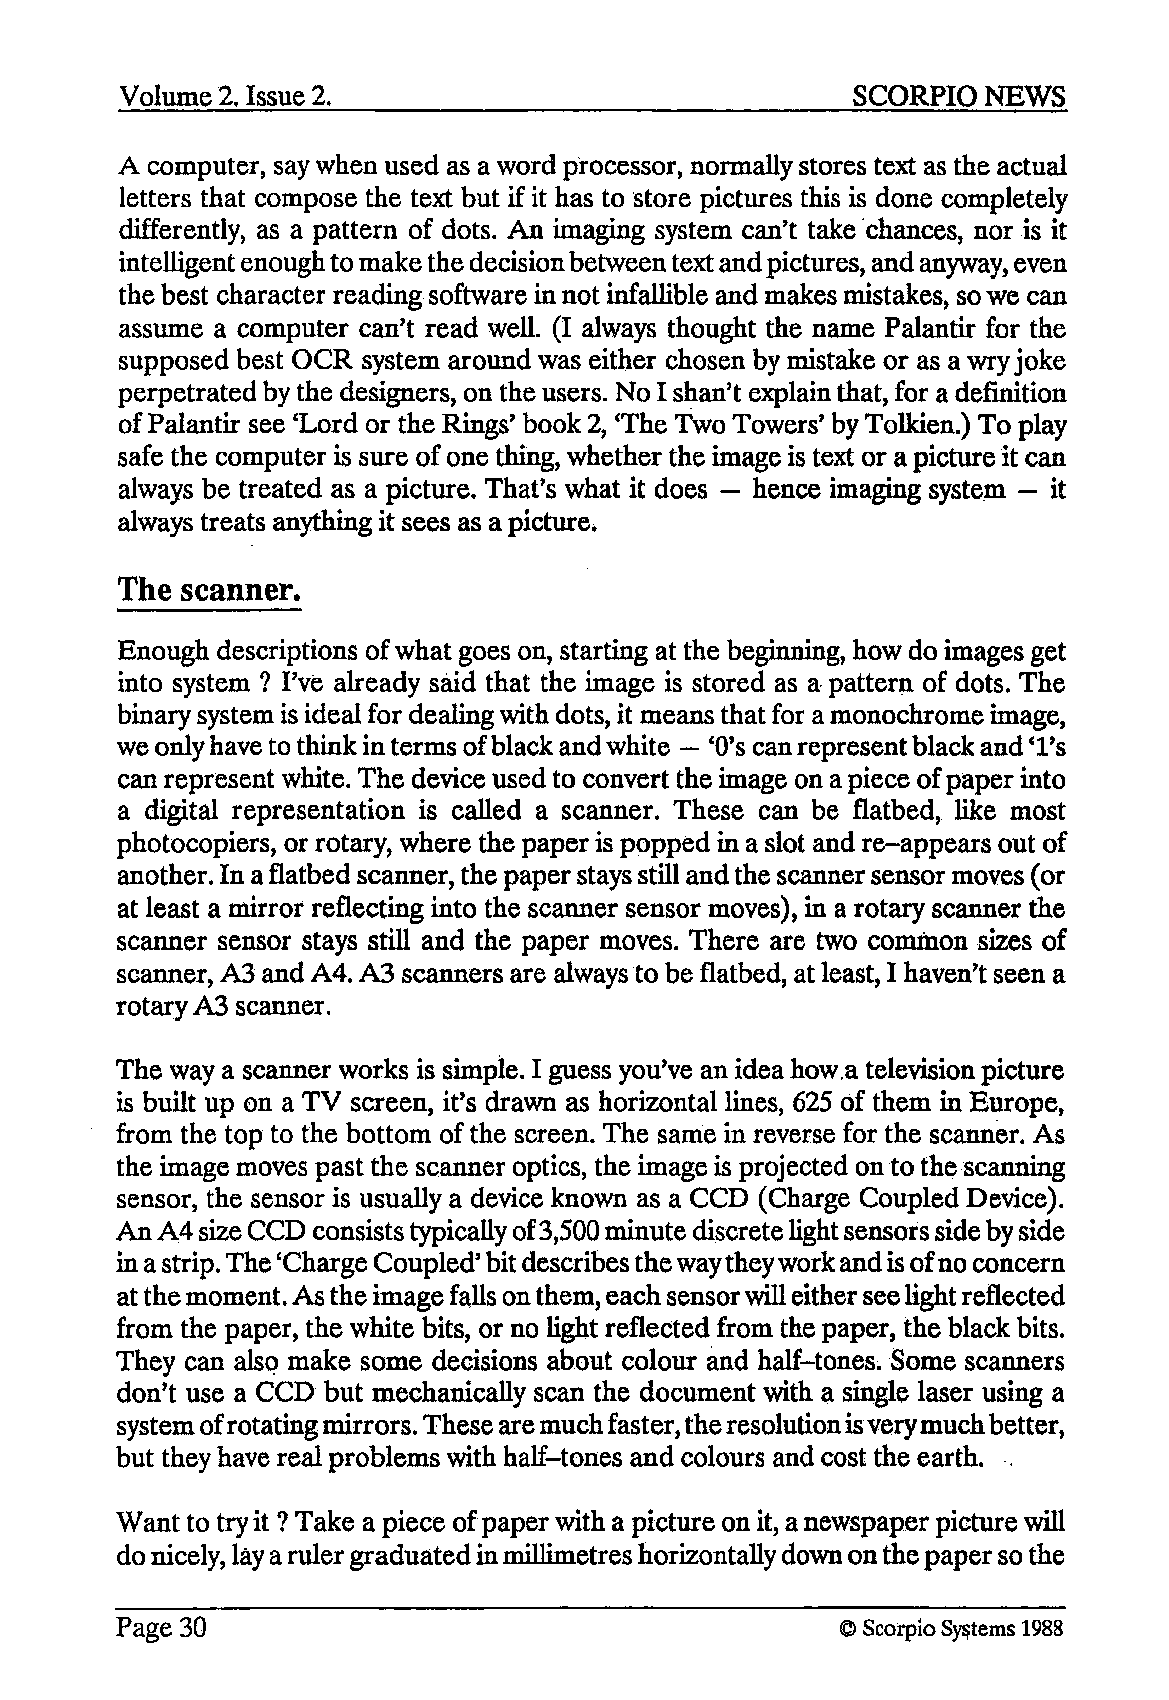 Volume 2. Issue 2. SCORPIO NEWS
A computer, say when used as a word processor, normally stores text as the actual
letters that compose the text but if it has to store pictures this is done completely
differently, as a pattern of dots. An imaging system can't take chances, nor is it
intelligent enough to make the decision between text and pictures, and anyway, even
the best character reading software in not infallible and makes mistakes, so we can
assume a computer can't read well. (I always thought the name Palantir for the
supposed best OCR system around was either chosen by mistake or as a wry joke
perpetrated by the designers, on the users. No I shan't explain that, for a definition
of Palantir see ‘Lord or the Rings’ book 2, ‘The Two Towers’ by Tolkien.) To play
safe the computer is sure of one thing, whether the image is text or a picture it can
always be treated as a picture. That's what it does — hence imaging system — it
always treats anything it sees as a picture.
The scanner.
Enough descriptions of what goes on, starting at the beginning, how do images get
into system ? I've already said that the image is stored as a pattern of dots. The
binary system is ideal for dealing with dots, it means that for a monochrome image,
we only have to think in terms of black and white — ‘0’s can represent black and ‘1’s
can represent white. The device used to convert the image on a piece of paper into
a digital representation is called a scanner. These can be flatbed, like most
photocopiers, or rotary, where the paper is popped in a slot and re–appears out of
another. In a flatbed scanner, the paper stays still and the scanner sensor moves (or
at least a mirror reflecting into the scanner sensor moves), in a rotary scanner the
scanner sensor stays still and the paper moves. There are two common sizes of
scanner, A3 and A4. A3 scanners are always to be flatbed, at least, I haven't seen a
rotary A3 scanner.
The way a scanner works is simple. I guess you've an idea how a television picture
is built up on a TV screen, it's drawn as horizontal lines, 625 of them in Europe,
from the top to the bottom of the screen. The same in reverse for the scanner. As
the image moves past the scanner optics, the image is projected on to the scanning
sensor, the sensor is usually a device known as a CCD (Charge Coupled Device).
An A4 size CCD consists typically of 3,500 minute discrete light sensors side by side
in a strip. The ‘Charge Coupled’ bit describes the way they work and is of no concern
at the moment. As the image falls on them, each sensor will either see light reflected
from the paper, the white bits, or no light reflected from the paper, the black bits.
They can also make some decisions about colour and half–tones. Some scanners
don't use a CCD but mechanically scan the document with a single laser using a
system of rotating mirrors. These are much faster, the resolution is very much better,
but they have real problems with half–tones and colours and cost the earth.
Want to try it ? Take a piece of paper with a picture on it, a newspaper picture will
do nicely, lay a ruler graduated in millimetres horizontally down on the paper so the
Page 30 © Scorpio Systems 1988